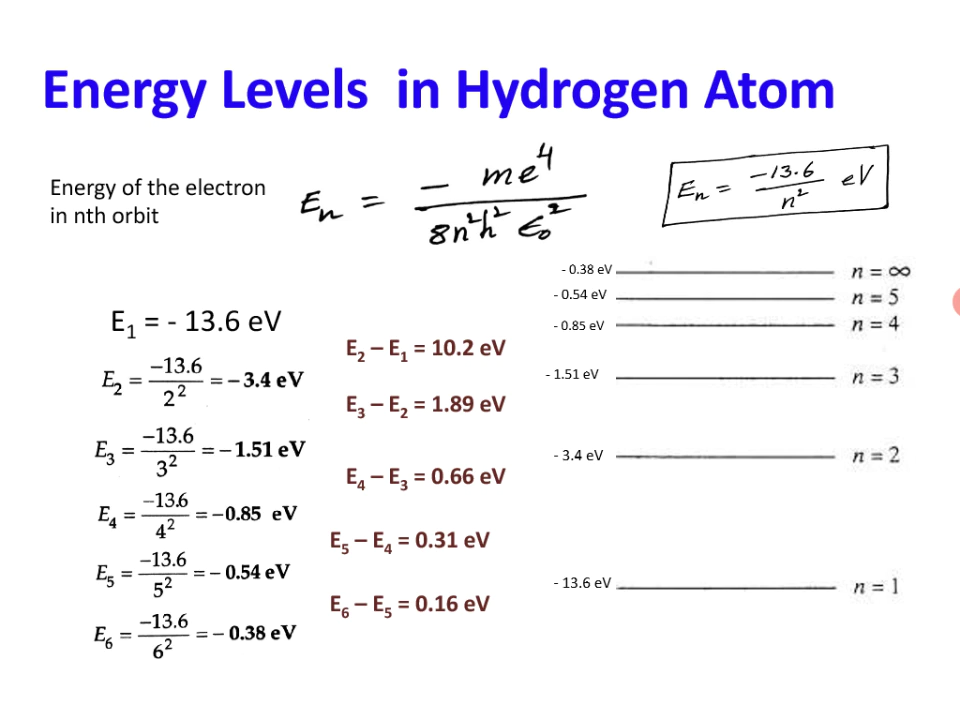 Energy Levels in Hydrogen Atom
Energy of the electron
in nth orbit
Eₙ = − me⁴ / 8n²h² ε₀²
Eₙ = −13.6 / n² eV
E₁ = - 13.6 eV
E₂ = −13.6 / 2² = − 3.4 eV
E₃ = −13.6 / 3² = − 1.51 eV
E₄ = −13.6 / 4² = −0.85 eV
E₅ = −13.6 / 5² = − 0.54 eV
E₆ = −13.6 / 6² = − 0.38 eV
E₂ – E₁ = 10.2 eV
E₃ – E₂ = 1.89 eV
E₄ – E₃ = 0.66 eV
E₅ – E₄ = 0.31 eV
E₆ – E₅ = 0.16 eV
- 0.38 eV n = ∞
- 0.54 eV n = 5
- 0.85 eV n = 4
- 1.51 eV n = 3
- 3.4 eV n = 2
- 13.6 eV n = 1